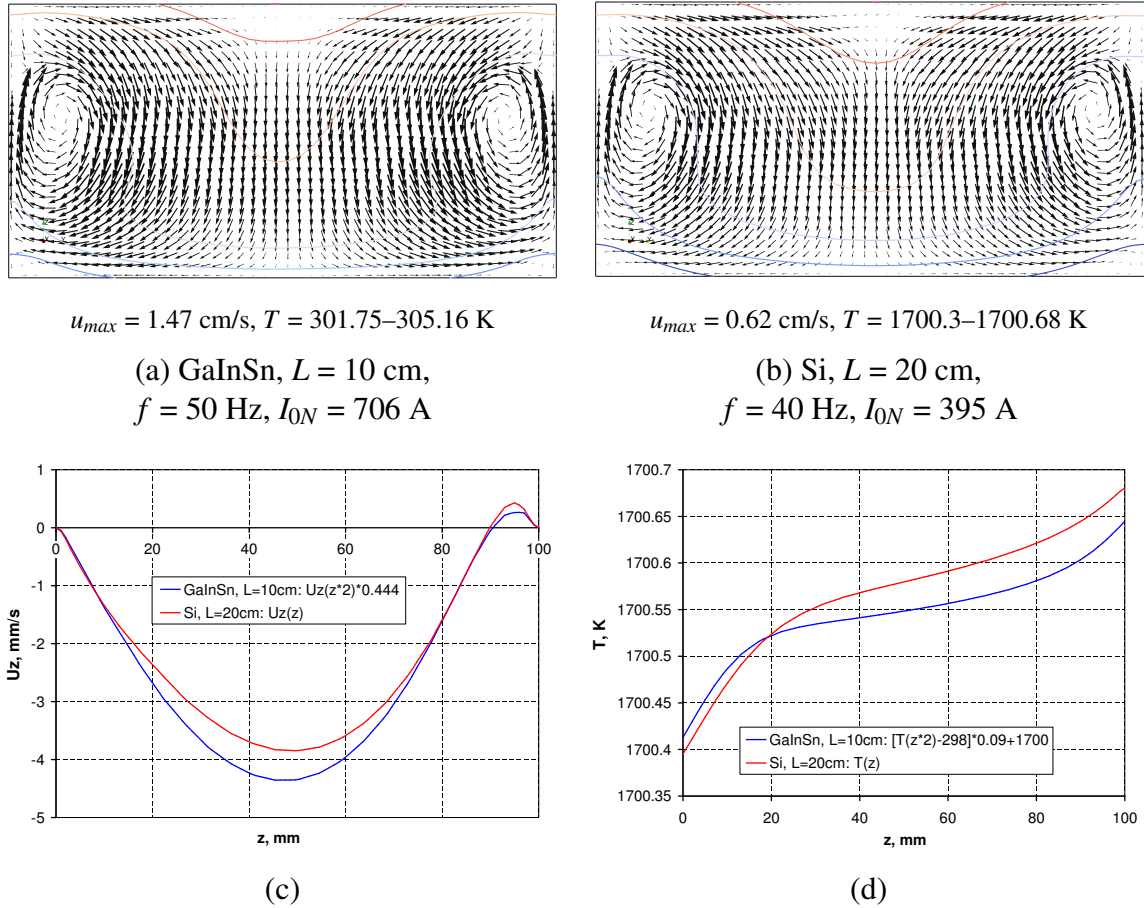 u_max = 1.47 cm/s, T = 301.75–305.16 K
(a) GaInSn, L = 10 cm,
f = 50 Hz, I_0N = 706 A
u_max = 0.62 cm/s, T = 1700.3–1700.68 K
(b) Si, L = 20 cm,
f = 40 Hz, I_0N = 395 A
1
0
-1
-2
-3
-4
-5
0
20
40
60
80
100
Uz, mm/s
z, mm
GaInSn, L=10cm: Uz(z*2)*0.444
Si, L=20cm: Uz(z)
(c)
1700.7
1700.65
1700.6
1700.55
1700.5
1700.45
1700.4
1700.35
0
20
40
60
80
100
T, K
z, mm
GaInSn, L=10cm: [T(z*2)-298]*0.09+1700
Si, L=20cm: T(z)
(d)